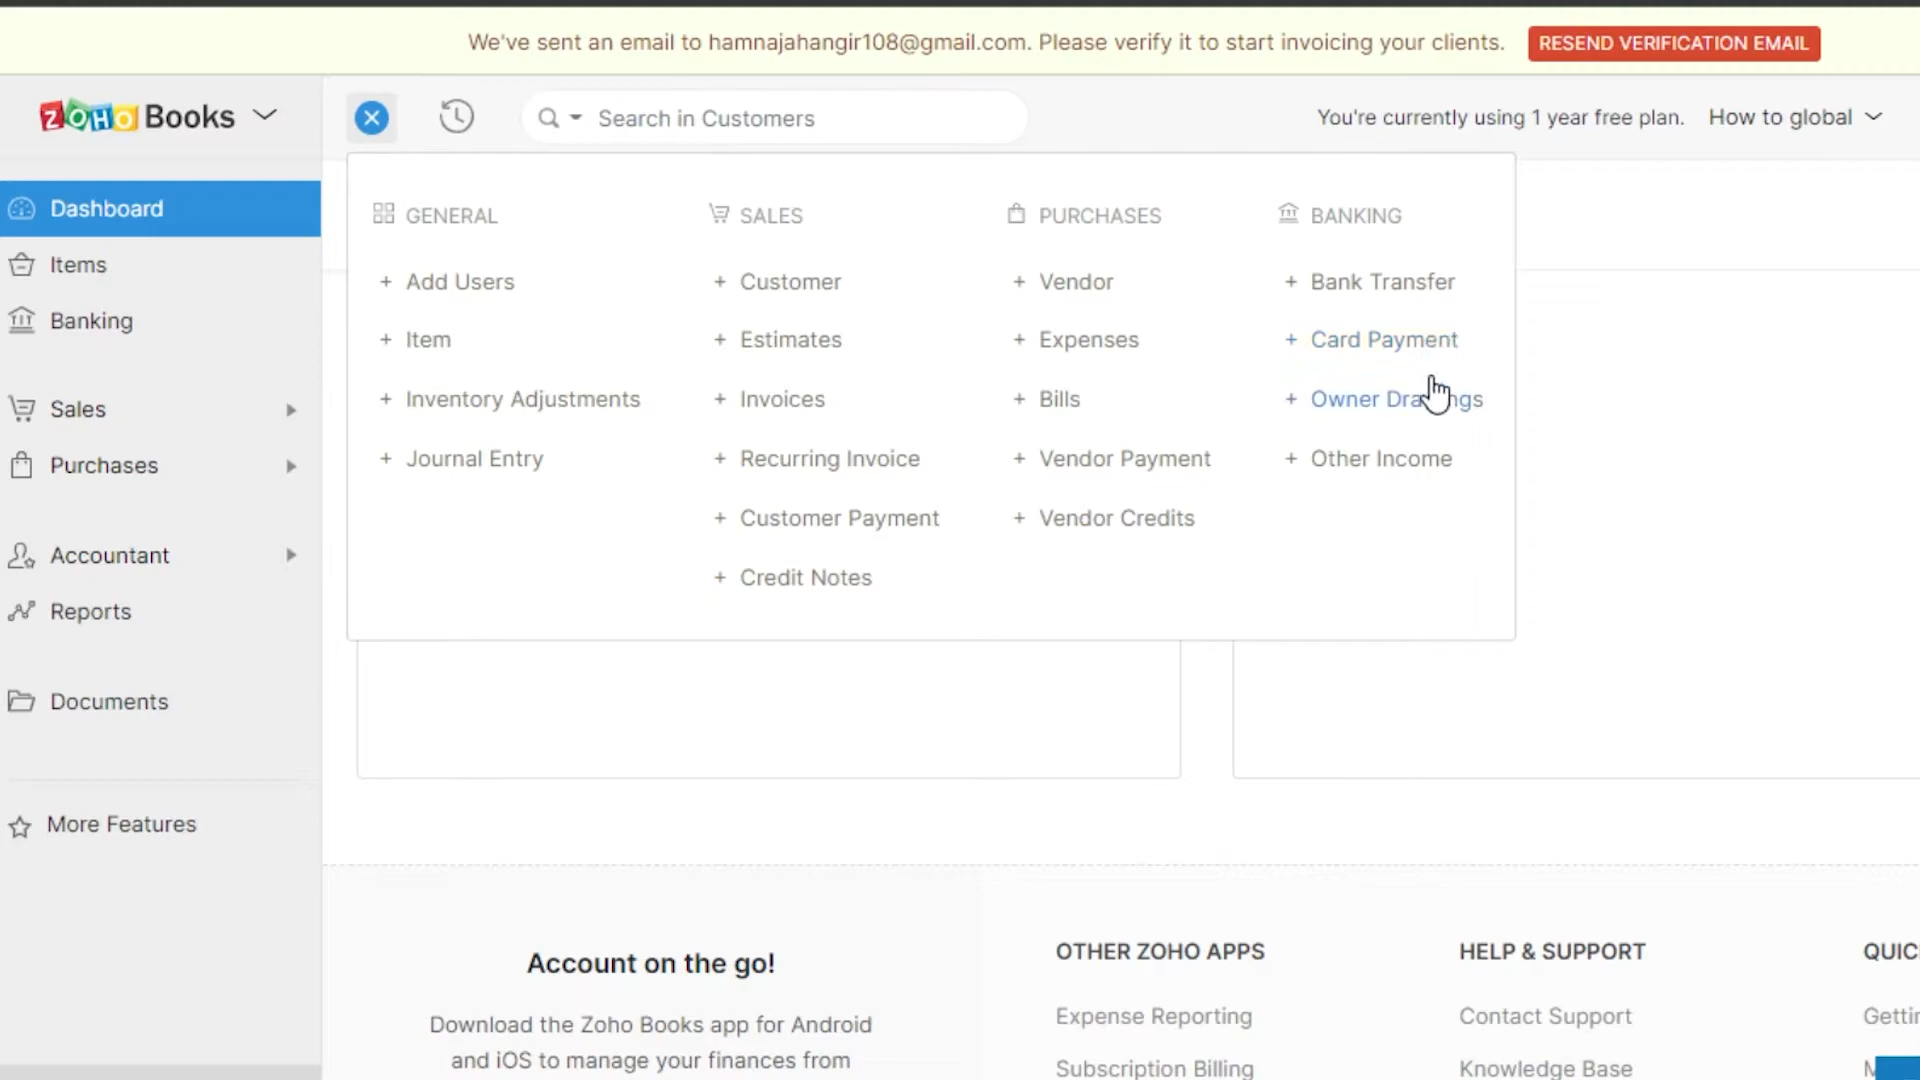 We've sent an email to hamnajahangir108@gmail.com. Please verify it to start invoicing your clients. RESEND VERIFICATION EMAIL
ZOHO Books
Search in Customers
You're currently using 1 year free plan. How to global
Dashboard
Items
Banking
Sales
Purchases
Accountant
Reports
Documents
More Features
GENERAL
+ Add Users
+ Item
+ Inventory Adjustments
+ Journal Entry
SALES
+ Customer
+ Estimates
+ Invoices
+ Recurring Invoice
+ Customer Payment
+ Credit Notes
PURCHASES
+ Vendor
+ Expenses
+ Bills
+ Vendor Payment
+ Vendor Credits
BANKING
+ Bank Transfer
+ Card Payment
+ Owner Drawings
+ Other Income
Account on the go!
Download the Zoho Books app for Android
and iOS to manage your finances from
OTHER ZOHO APPS
Expense Reporting
Subscription Billing
HELP & SUPPORT
Contact Support
Knowledge Base